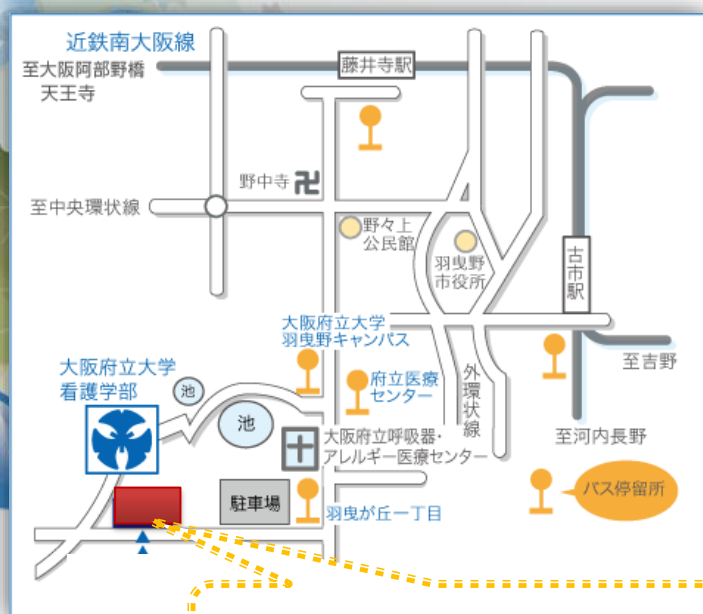 近鉄南大阪線
至大阪阿部野橋
天王寺
藤井寺駅
野中寺
至中央環状線
野々上
公民館
羽曳野
市役所
古市駅
大阪府立大学
羽曳野キャンパス
至吉野
大阪府立大学
看護学部
池
府立医療
センター
外環状線
池
大阪府立呼吸器・
アレルギー医療センター
至河内長野
駐車場
羽曳が丘一丁目
バス停留所